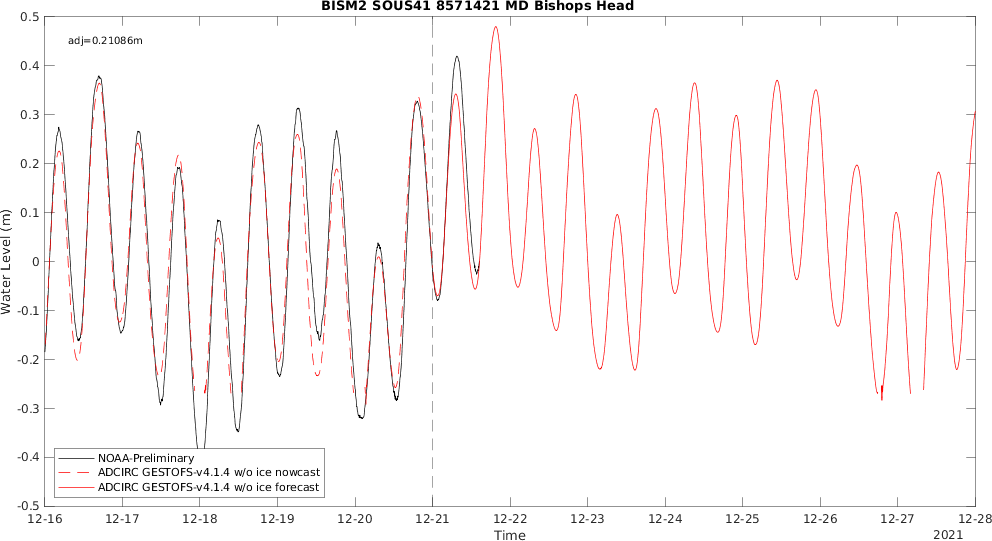 BISM2 SOUS41 8571421 MD Bishops Head
adj=0.21086m
0.5
0.4
0.3
0.2
0.1
0
-0.1
-0.2
-0.3
-0.4
-0.5
Water Level (m)
NOAA-Preliminary
ADCIRC GESTOFS-v4.1.4 w/o ice nowcast
ADCIRC GESTOFS-v4.1.4 w/o ice forecast
12-16 12-17 12-18 12-19 12-20 12-21 12-22 12-23 12-24 12-25 12-26 12-27 12-28
Time
2021